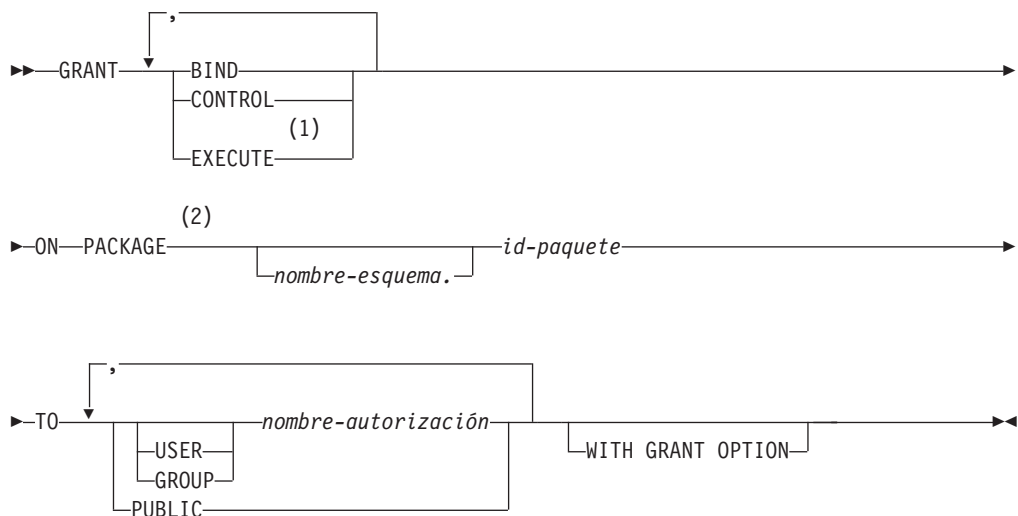 ,
GRANT BIND
CONTROL
(1)
EXECUTE
(2)
ON PACKAGE id-paquete
nombre-esquema.
,
TO nombre-autorización
USER WITH GRANT OPTION
GROUP
PUBLIC